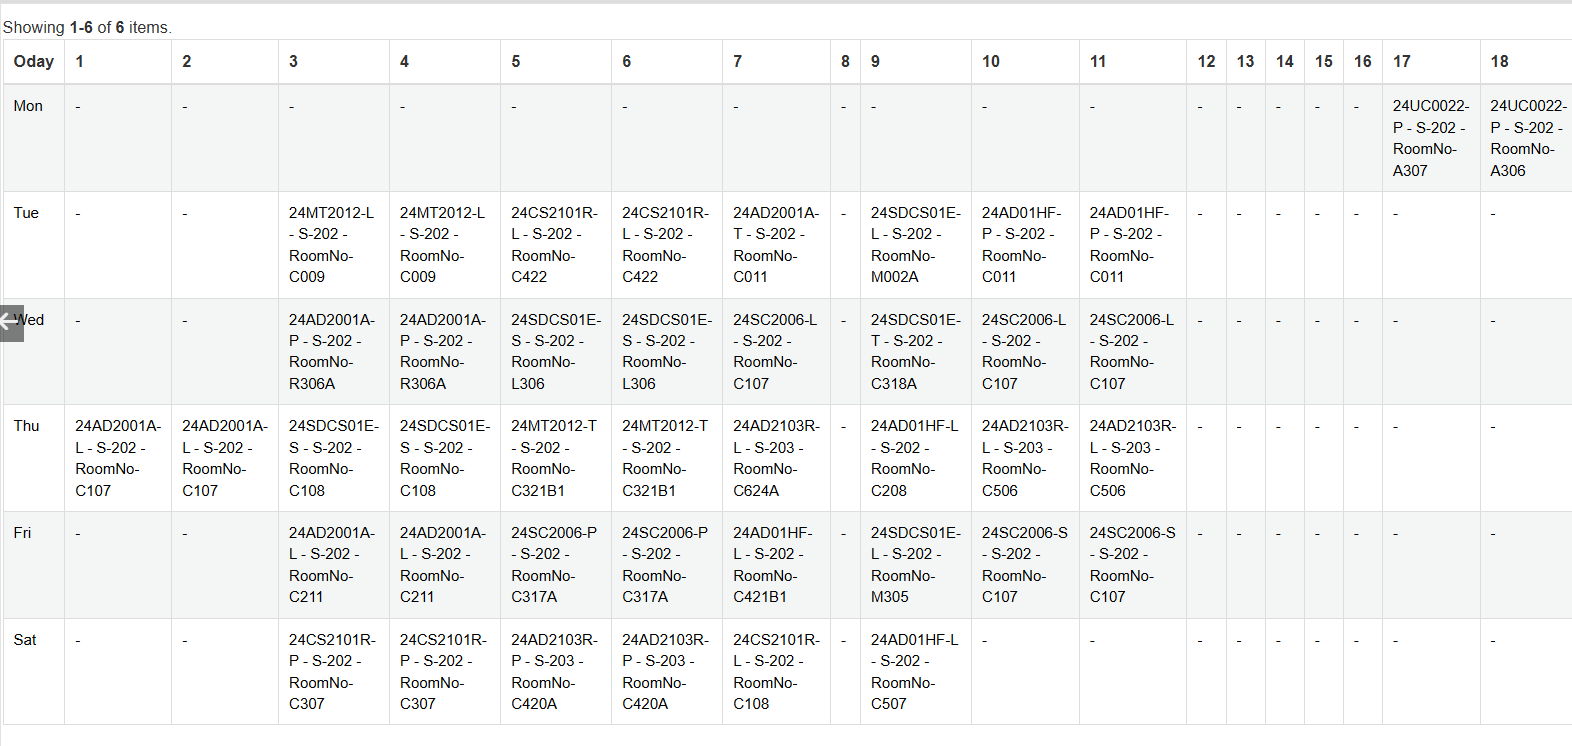 Showing 1-6 of 6 items.
Oday 1 2 3 4 5 6 7 8 9 10 11 12 13 14 15 16 17 18
Mon - - - - - - - - - - - - - - - - 24UC0022- 24UC0022-
P - S-202 - P - S-202 -
RoomNo- RoomNo-
A307 A306
Tue - - 24MT2012-L 24MT2012-L 24CS2101R- 24CS2101R- 24AD2001A- - 24SDCS01E- 24AD01HF- 24AD01HF- - - - - - - -
- S-202 - - S-202 - L - S-202 - L - S-202 - T - S-202 - L - S-202 - P - S-202 - P - S-202 -
RoomNo- RoomNo- RoomNo- RoomNo- RoomNo- RoomNo- RoomNo- RoomNo-
C009 C009 C422 C422 C011 M002A C011 C011
Wed - - 24AD2001A- 24AD2001A- 24SDCS01E- 24SDCS01E- 24SC2006-L - 24SDCS01E- 24SC2006-L 24SC2006-L - - - - - - -
P - S-202 - P - S-202 - S - S-202 - S - S-202 - - S-202 - T - S-202 - - S-202 - - S-202 -
RoomNo- RoomNo- RoomNo- RoomNo- RoomNo- RoomNo- RoomNo- RoomNo-
R306A R306A L306 L306 C107 C318A C107 C107
Thu 24AD2001A- 24AD2001A- 24SDCS01E- 24SDCS01E- 24MT2012-T 24MT2012-T 24AD2103R- - 24AD01HF-L 24AD2103R- 24AD2103R- - - - - - - -
L - S-202 - L - S-202 - S - S-202 - S - S-202 - - S-202 - - S-202 - L - S-203 - - S-202 - L - S-203 - L - S-203 -
RoomNo- RoomNo- RoomNo- RoomNo- RoomNo- RoomNo- RoomNo- RoomNo- RoomNo- RoomNo-
C107 C107 C108 C108 C321B1 C321B1 C624A C208 C506 C506
Fri - - 24AD2001A- 24AD2001A- 24SC2006-P 24SC2006-P 24AD01HF- - 24SDCS01E- 24SC2006-S 24SC2006-S - - - - - - -
L - S-202 - L - S-202 - - S-202 - - S-202 - L - S-202 - L - S-202 - - S-202 - - S-202 -
RoomNo- RoomNo- RoomNo- RoomNo- RoomNo- RoomNo- RoomNo- RoomNo-
C211 C211 C317A C317A C421B1 M305 C107 C107
Sat - - 24CS2101R- 24CS2101R- 24AD2103R- 24AD2103R- 24CS2101R- - 24AD01HF-L - - - - - - - - -
P - S-202 - P - S-202 - P - S-203 - P - S-203 - L - S-202 - - S-202 -
RoomNo- RoomNo- RoomNo- RoomNo- RoomNo- RoomNo-
C307 C307 C420A C420A C108 C507